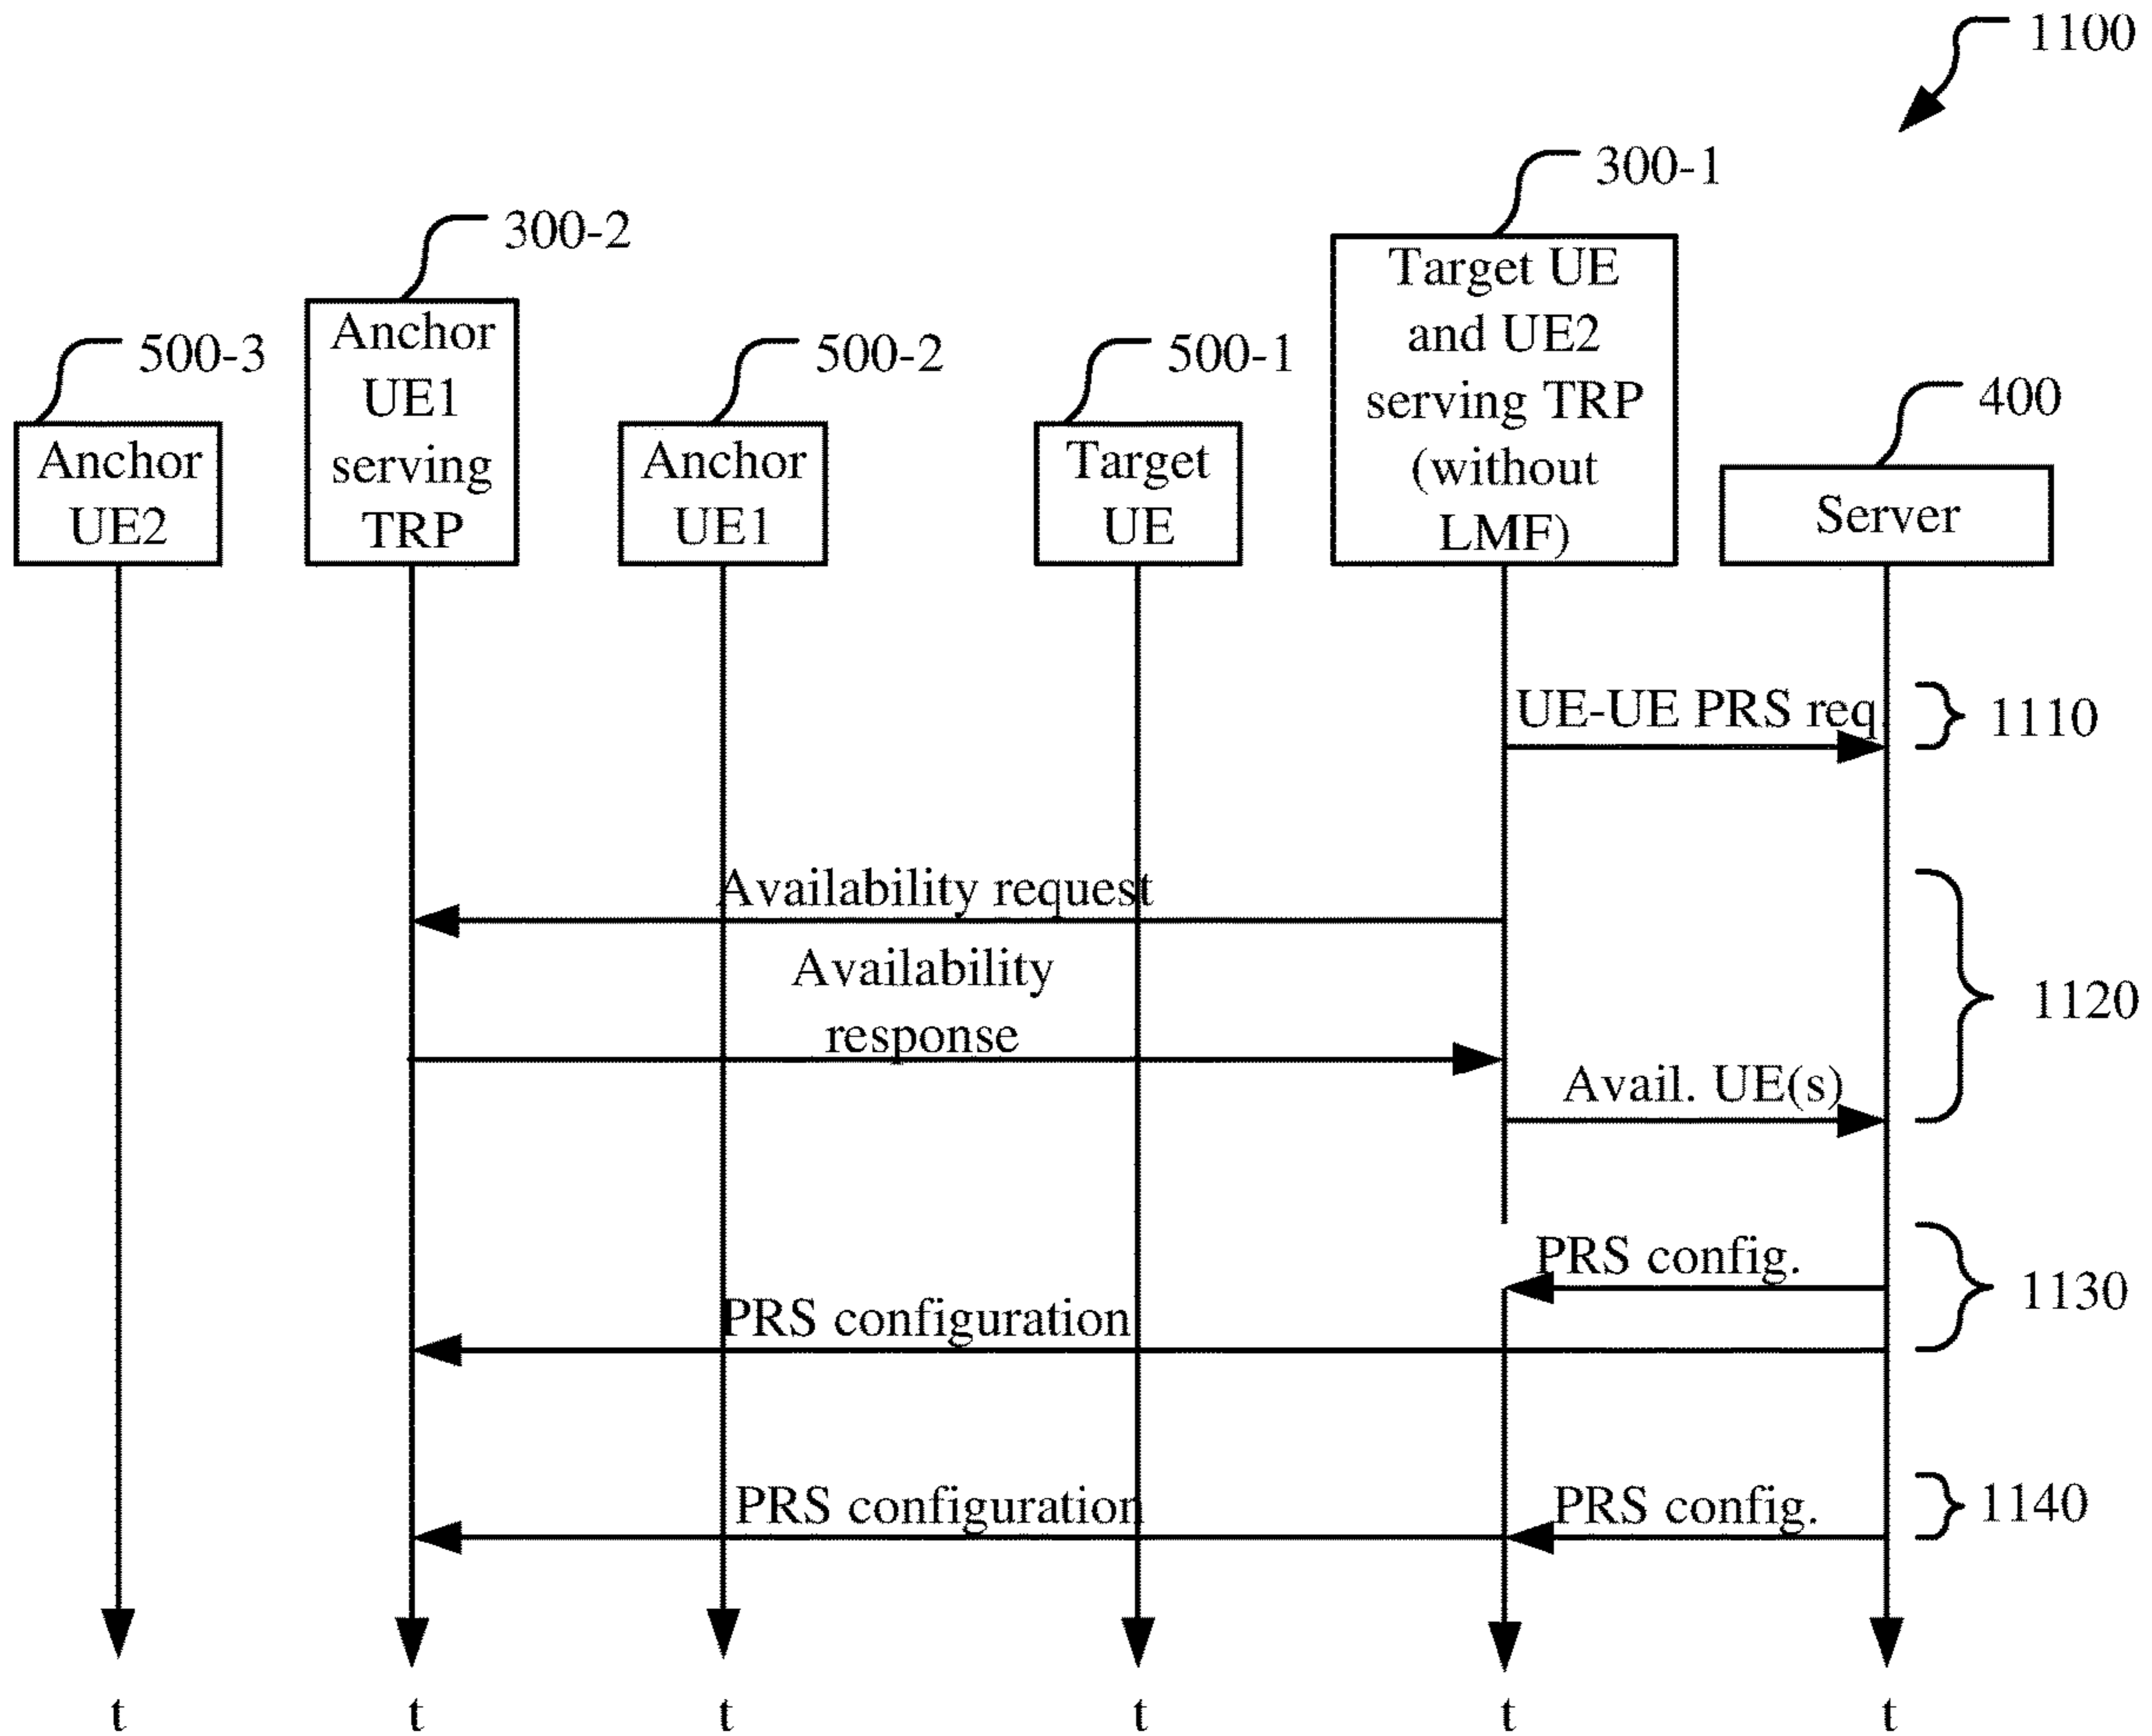 1100
300-1
300-2
500-3
500-2
500-1
400
Anchor
UE2
Anchor
UE1
serving
TRP
Anchor
UE1
Target
UE
Target UE
and UE2
serving TRP
(without
LMF)
Server
UE-UE PRS req
1110
Availability request
Availability
response
Avail. UE(s)
1120
PRS config.
PRS configuration
1130
PRS configuration
PRS config.
1140
t
t
t
t
t
t